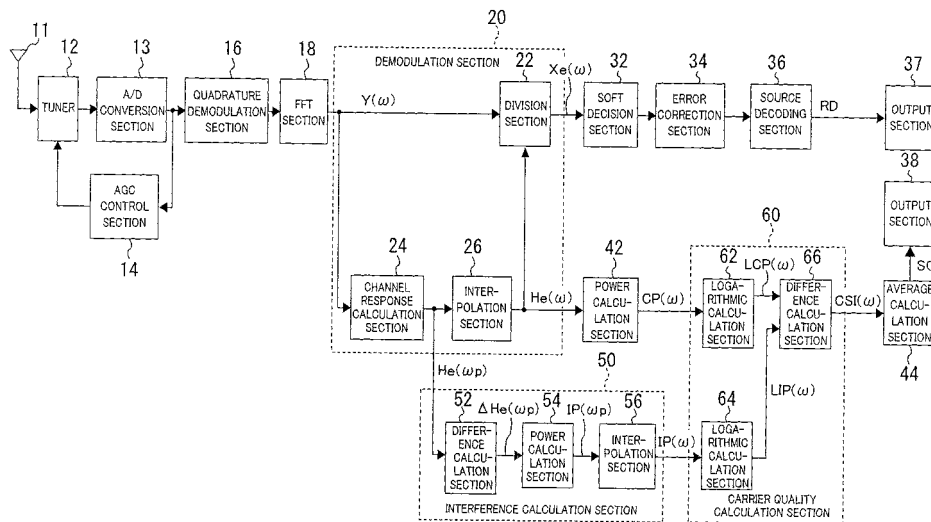 20
11
12
13
16
18
22
32
34
36
37
DEMODULATION SECTION
Xe(ω)
TUNER
A/D
CONVERSION
SECTION
QUADRATURE
DEMODULATION
SECTION
FFT
SECTION
Y(ω)
DIVISION
SECTION
SOFT
DECISION
SECTION
ERROR
CORRECTION
SECTION
SOURCE
DECODING
SECTION
RD
OUTPUT
SECTION
38
AGC
CONTROL
SECTION
14
OUTPUT
SECTION
60
24
26
42
62
LCP(ω)
66
CHANNEL
RESPONSE
CALCULATION
SECTION
INTER-
POLATION
SECTION
He(ω)
POWER
CALCU-
LATION
SECTION
CP(ω)
LOGA-
RITHMIC
CALCU-
LATION
SECTION
DIFFER-
ENCE
CALCU-
LATION
SECTION
CSI(ω)
AVERAGE
CALCU-
LATION
SECTION
44
He(ωp)
50
LIP(ω)
52
ΔHe(ωp)
54
IP(ωp)
56
64
DIFFER-
ENCE
CALCU-
LATION
SECTION
POWER
CALCU-
LATION
SECTION
INTER-
POLATION
SECTION
IP(ω)
LOGA-
RITHMIC
CALCU-
LATION
SECTION
INTERFERENCE CALCULATION SECTION
CARRIER QUALITY
CALCULATION SECTION